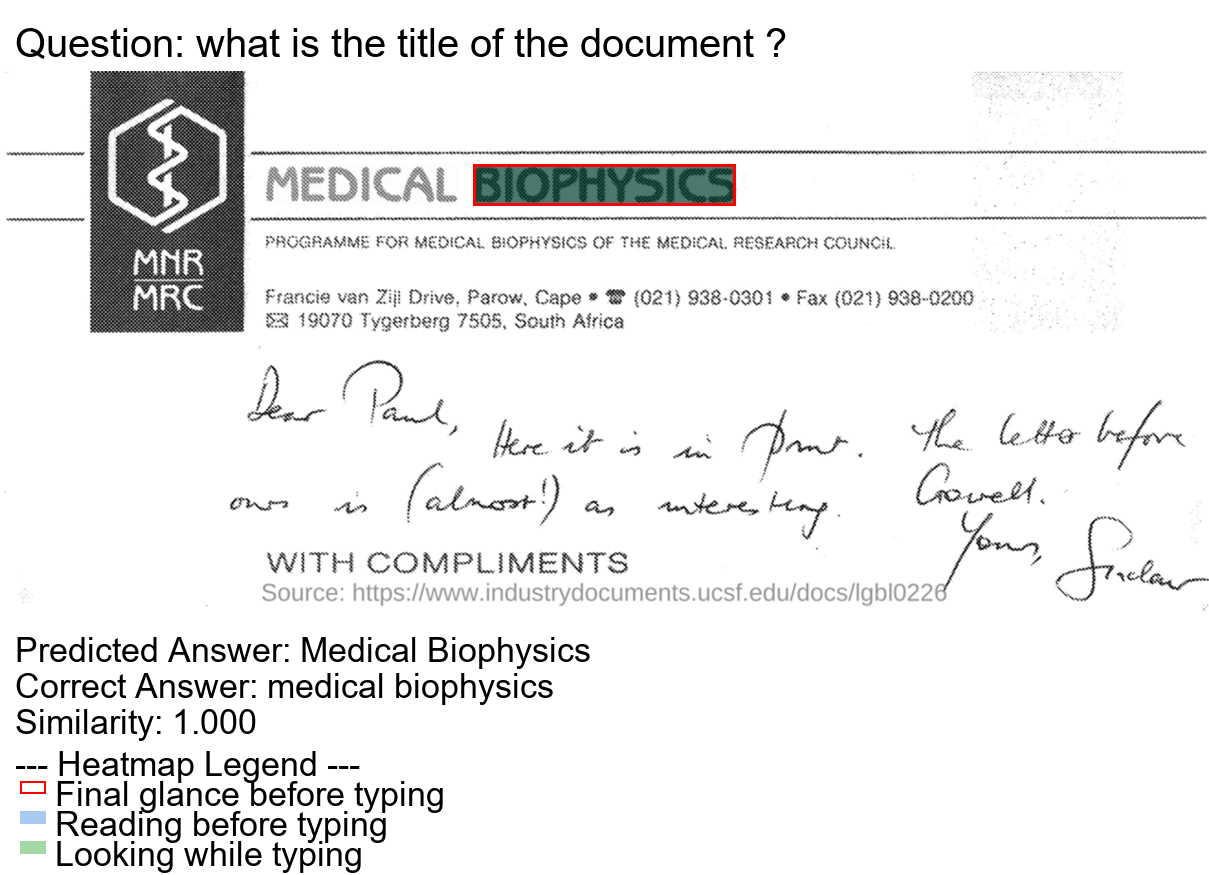 Question: what is the title of the document ?
MNR
MRC
MEDICAL BIOPHYSICS
PROGRAMME FOR MEDICAL BIOPHYSICS OF THE MEDICAL RESEARCH COUNCIL
Francie van Zijl Drive, Parow, Cape • ☎ (021) 938-0301 • Fax (021) 938-0200
✉ 19070 Tygerberg 7505, South Africa
Dear Paul,
Here it is in print. The letter before
ours is (almost!) as interesting. Crowell.
Yours, Sinclair
WITH COMPLIMENTS
Source: https://www.industrydocuments.ucsf.edu/docs/lgbl0226
Predicted Answer: Medical Biophysics
Correct Answer: medical biophysics
Similarity: 1.000
--- Heatmap Legend ---
Final glance before typing
Reading before typing
Looking while typing